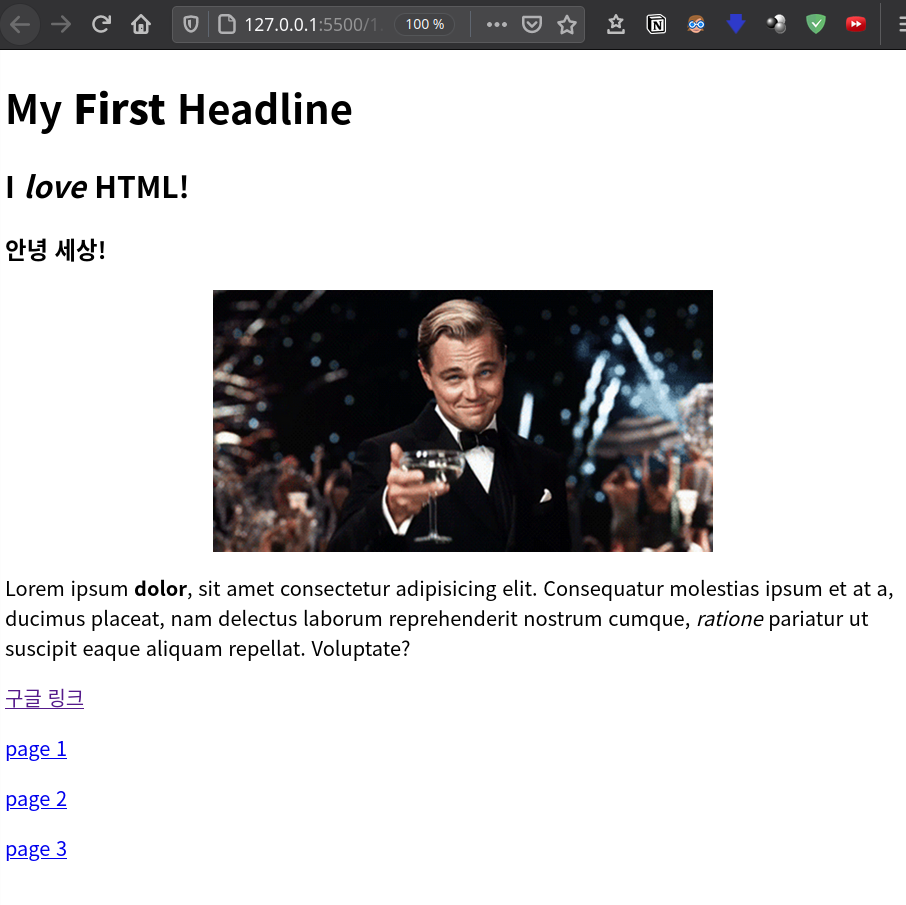 127.0.0.1:5500/1. 100 %
My First Headline
I love HTML!
안녕 세상!
Lorem ipsum dolor, sit amet consectetur adipisicing elit. Consequatur molestias ipsum et at a,
ducimus placeat, nam delectus laborum reprehenderit nostrum cumque, ratione pariatur ut
suscipit eaque aliquam repellat. Voluptate?
구글 링크
page 1
page 2
page 3